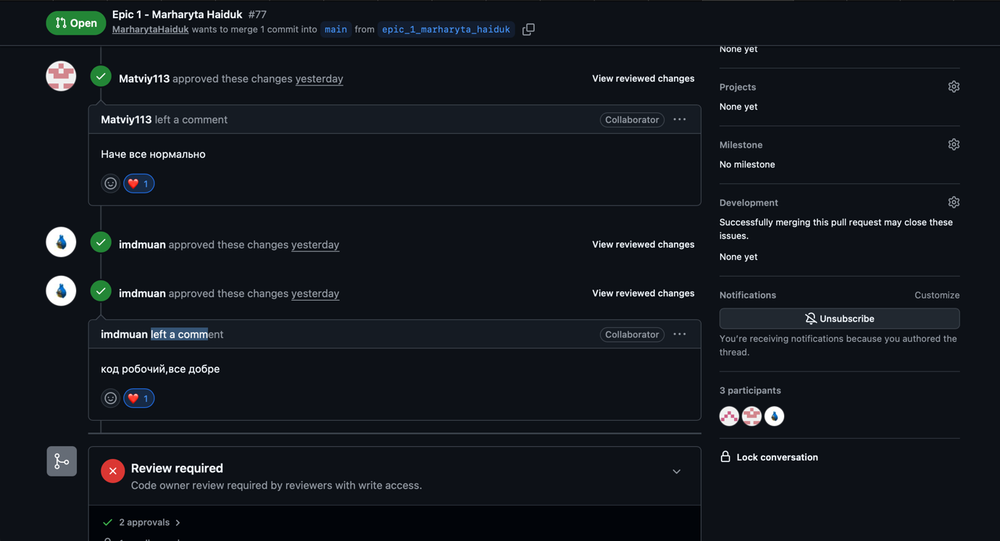 Open
Epic 1 - Marharyta Haiduk #77
MarharytaHaiduk wants to merge 1 commit into main from epic_1_marharyta_haiduk
Matviy113 approved these changes yesterday
View reviewed changes
Matviy113 left a comment
Collaborator
Наче все нормально
1
imdmuan approved these changes yesterday
View reviewed changes
imdmuan approved these changes yesterday
View reviewed changes
imdmuan left a comment
Collaborator
код робочий,все добре
1
Review required
Code owner review required by reviewers with write access.
2 approvals
None yet
Projects
None yet
Milestone
No milestone
Development
Successfully merging this pull request may close these
issues.
None yet
Notifications
Customize
Unsubscribe
You're receiving notifications because you authored the
thread.
3 participants
Lock conversation